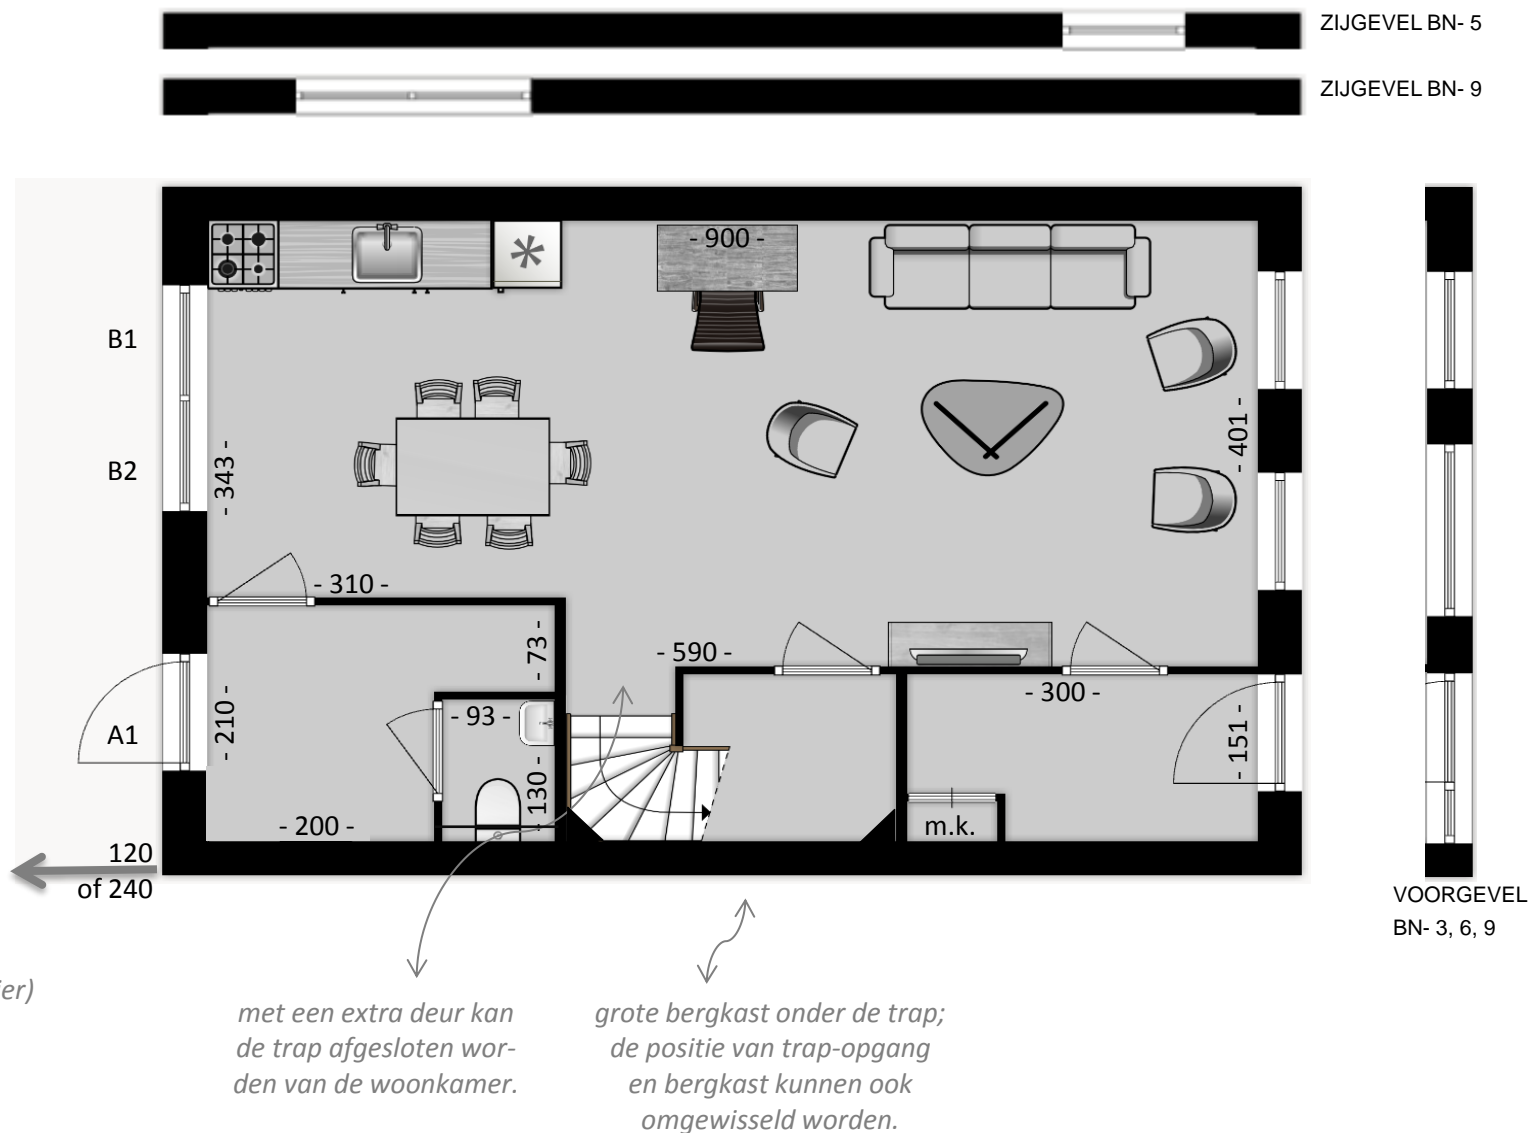 ZIJGEVEL BN- 5
ZIJGEVEL BN- 9
- 900 -
B1
B2
- 343 -
- 401 -
- 310 -
- 73 -
- 590 -
- 300 -
A1
- 210 -
- 93 -
- 130 -
- 151 -
- 200 -
m.k.
120
of 240
VOORGEVEL
BN- 3, 6, 9
er)
met een extra deur kan
de trap afgesloten wor-
den van de woonkamer.
grote bergkast onder de trap;
de positie van trap-opgang
en bergkast kunnen ook
omgewisseld worden.